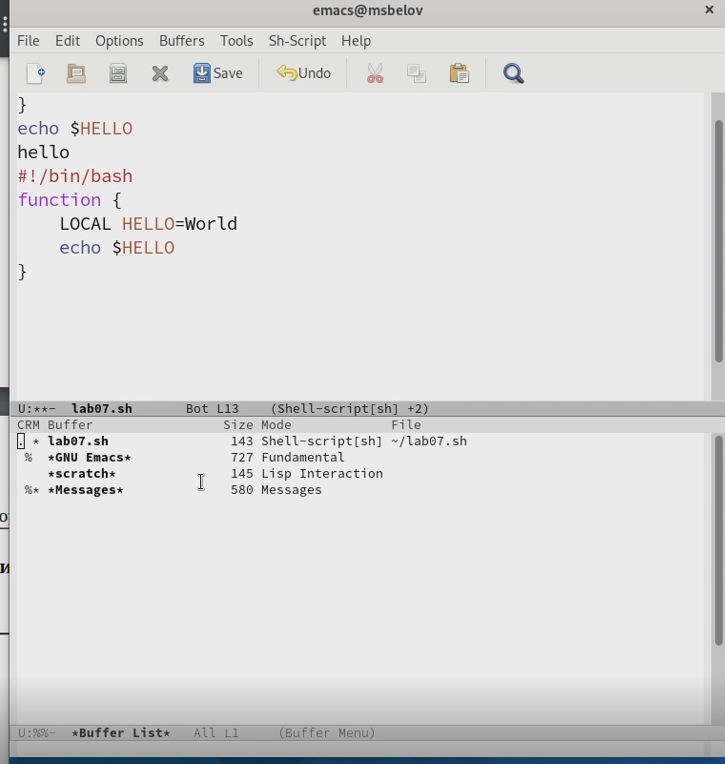 emacs@msbelov ×
File Edit Options Buffers Tools Sh-Script Help
Save Undo
}
echo $HELLO
hello
#!/bin/bash
function {
    LOCAL HELLO=World
    echo $HELLO
}
U:**-  lab07.sh       Bot L13    (Shell-script[sh] +2)
CRM Buffer                Size Mode             File
. * lab07.sh               143 Shell-script[sh] ~/lab07.sh
 %  *GNU Emacs*            727 Fundamental
    *scratch*              145 Lisp Interaction
 %* *Messages*             580 Messages
U:%%-  *Buffer List*   All L1     (Buffer Menu)